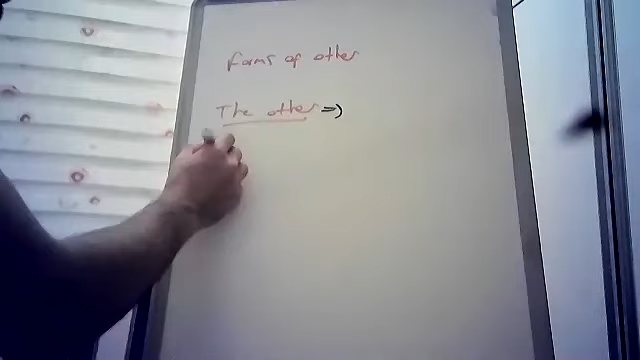 forms of other
The other =>